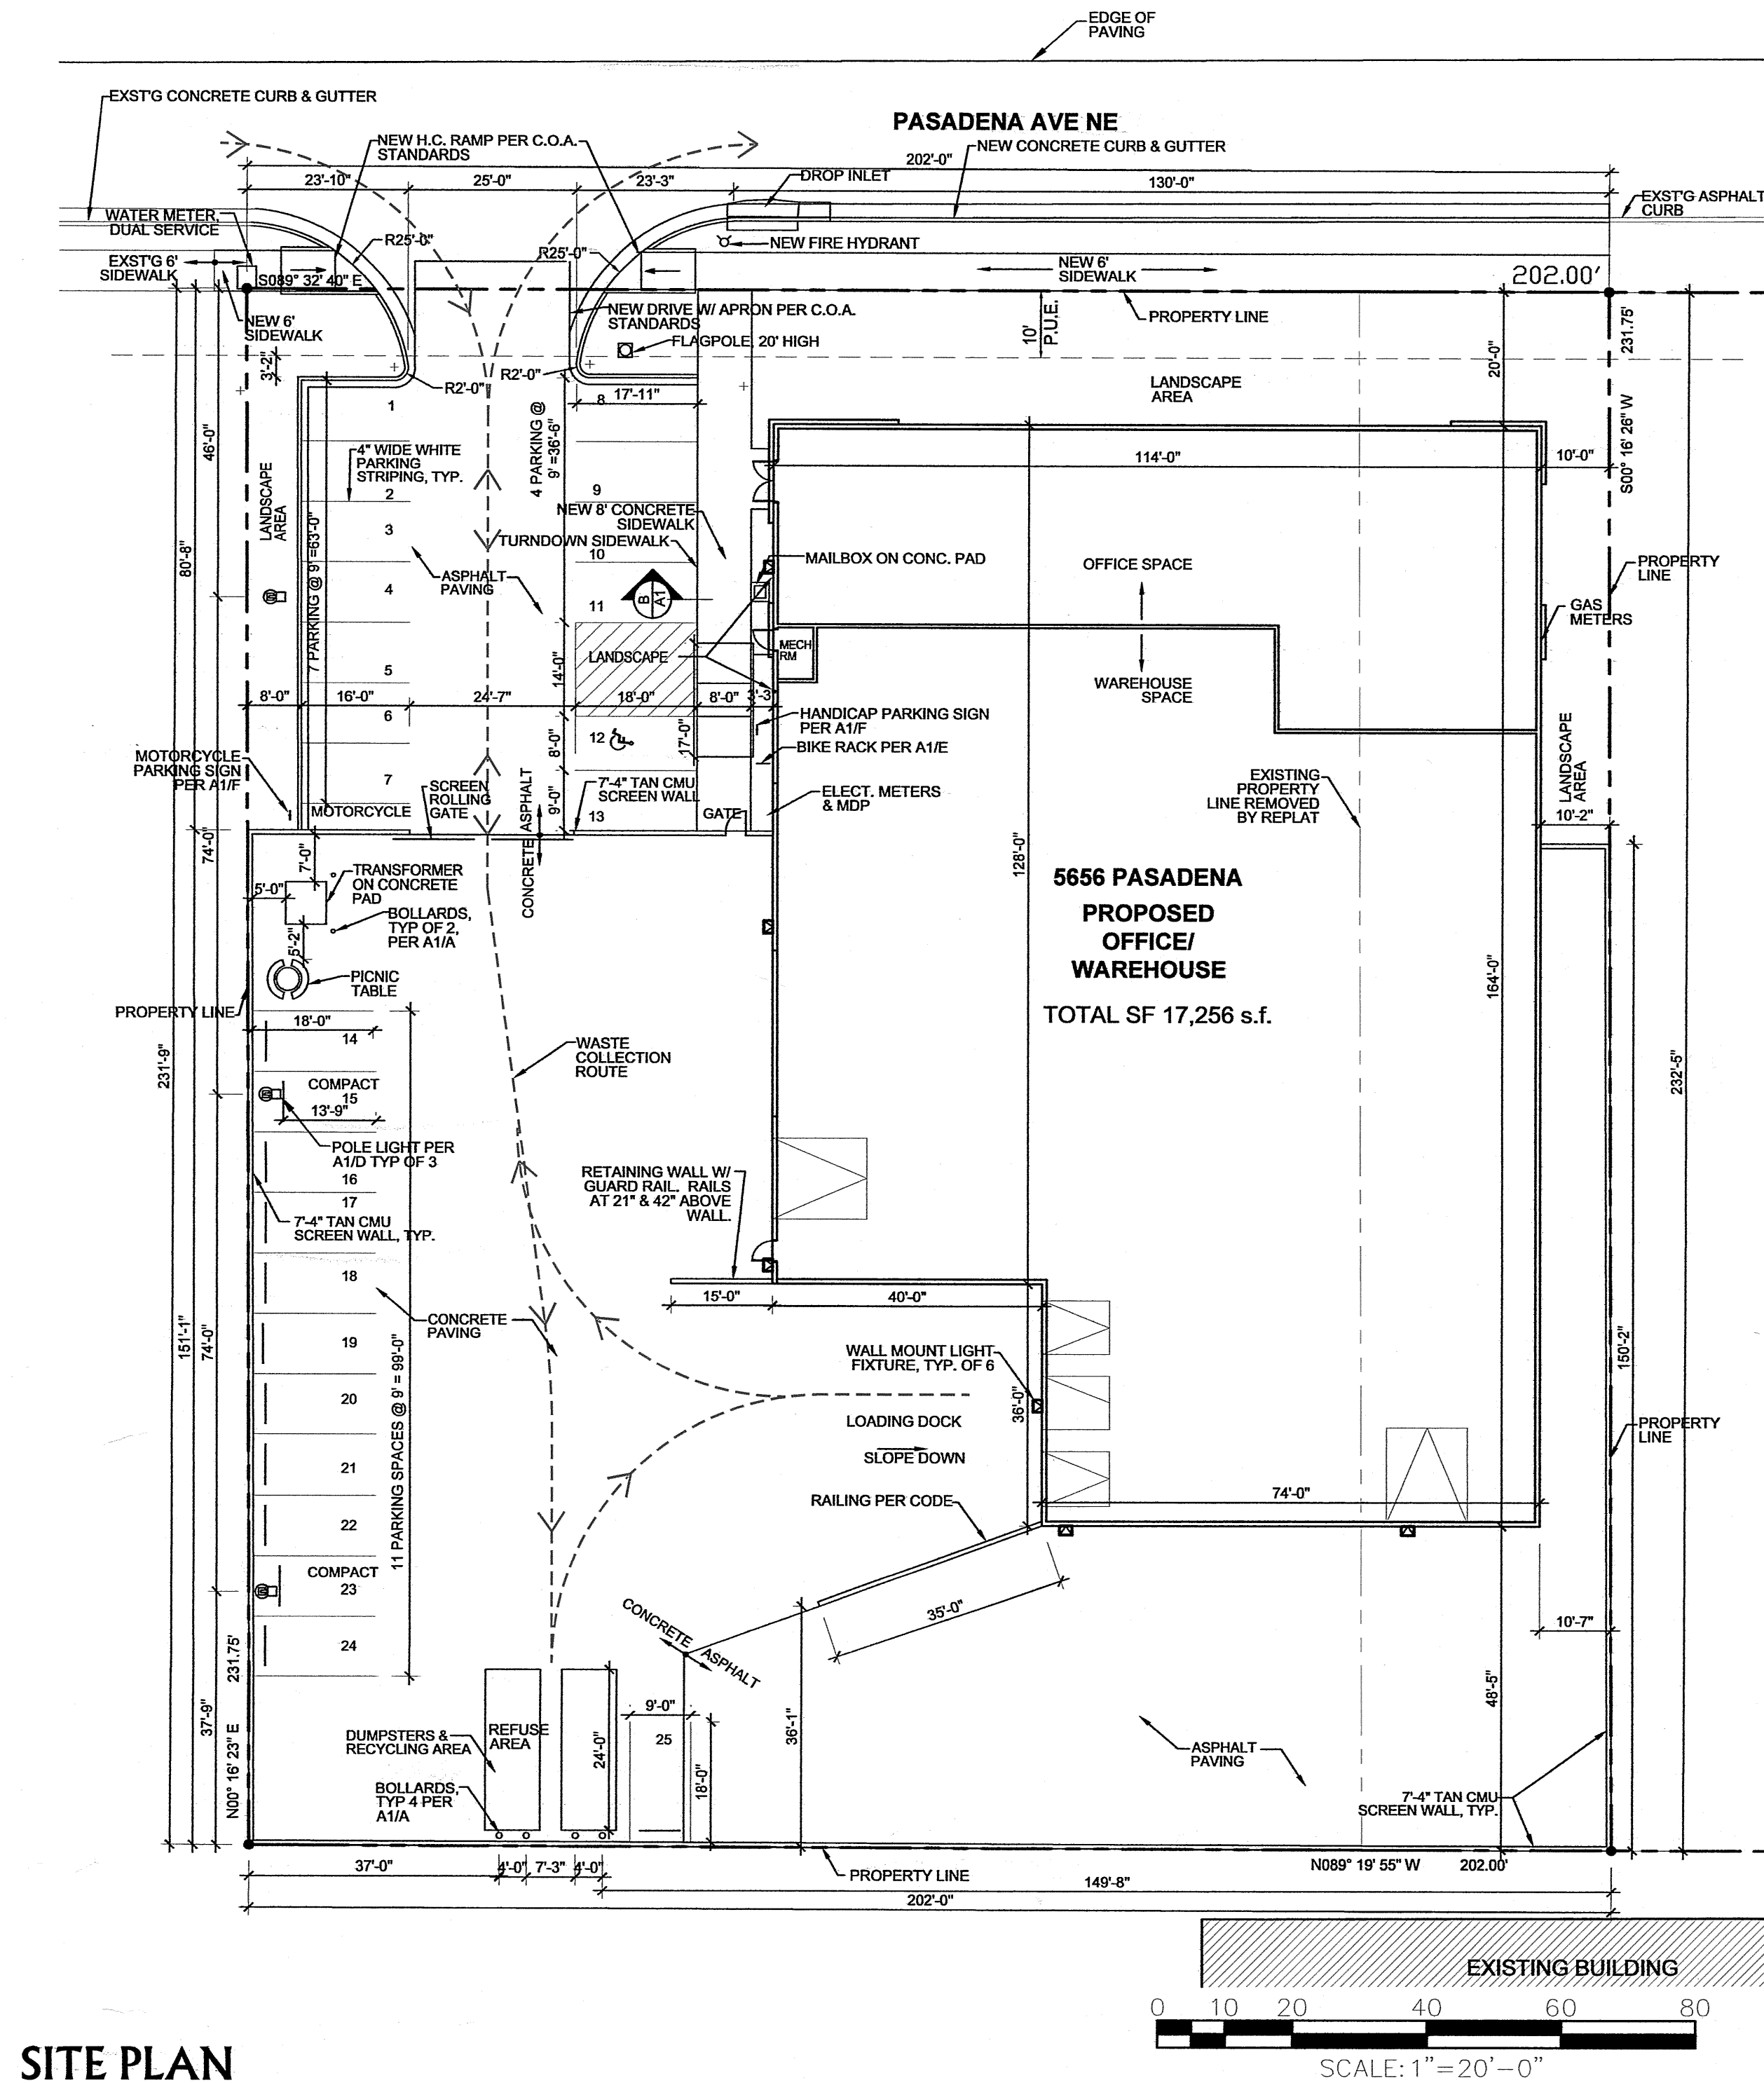 EDGE OF
PAVING
EXST'G CONCRETE CURB & GUTTER
PASADENA AVE NE
NEW H.C. RAMP PER C.O.A.
STANDARDS
NEW CONCRETE CURB & GUTTER
202'-0"
23'-10"
25'-0"
23'-3"
DROP INLET
130'-0"
EXST'G ASPHALT
CURB
WATER METER,
DUAL SERVICE
R25'-0"
R25'-0"
NEW FIRE HYDRANT
EXST'G 6'
SIDEWALK
S089° 32' 40" E
NEW 6'
SIDEWALK
202.00'
NEW 6'
SIDEWALK
NEW DRIVE W/ APRON PER C.O.A.
STANDARDS
10'
P.U.E.
PROPERTY LINE
231.75'
FLAGPOLE, 20' HIGH
3'-2"
R2'-0"
R2'-0"
20'-0"
LANDSCAPE
AREA
1
8
17'-11"
46'-0"
4 PARKING @
9' =36'-6"
S00° 16' 26" W
4" WIDE WHITE
PARKING
STRIPING, TYP.
114'-0"
10'-0"
2
9
LANDSCAPE
AREA
NEW 8' CONCRETE
SIDEWALK
3
TURNDOWN SIDEWALK
10
MAILBOX ON CONC. PAD
OFFICE SPACE
PROPERTY
LINE
80'-8"
7 PARKING @ 9' =63'-0"
ASPHALT
PAVING
4
11
B
A1
GAS
METERS
MECH
RM
LANDSCAPE
14'-0"
5
WAREHOUSE
SPACE
8'-0"
16'-0"
24'-7"
18'-0"
8'-0"
3'-3"
6
HANDICAP PARKING SIGN
PER A1/F
12
8'-0"
17'-0"
BIKE RACK PER A1/E
MOTORCYCLE
PARKING SIGN
PER A1/F
7
SCREEN
ROLLING
GATE
7'-4" TAN CMU
SCREEN WALL
9'-0"
ELECT. METERS
& MDP
EXISTING
PROPERTY
LINE REMOVED
BY REPLAT
LANDSCAPE
AREA
MOTORCYCLE
13
GATE
10'-2"
74'-0"
ASPHALT
CONCRETE
7'-0"
128'-0"
TRANSFORMER
ON CONCRETE
PAD
5'-0"
5656 PASADENA
PROPOSED
OFFICE/
WAREHOUSE
TOTAL SF 17,256 s.f.
BOLLARDS,
TYP OF 2,
PER A1/A
5'-2"
PICNIC
TABLE
164'-0"
PROPERTY LINE
18'-0"
14
231'-9"
WASTE
COLLECTION
ROUTE
232'-5"
COMPACT
15
13'-9"
POLE LIGHT PER
A1/D TYP OF 3
16
17
RETAINING WALL W/
GUARD RAIL. RAILS
AT 21" & 42" ABOVE
WALL.
7'-4" TAN CMU
SCREEN WALL, TYP.
18
15'-0"
40'-0"
CONCRETE
PAVING
151'-1"
74'-0"
19
WALL MOUNT LIGHT
FIXTURE, TYP. OF 6
150'-2"
20
11 PARKING SPACES @ 9' = 99'-0"
36'-0"
LOADING DOCK
SLOPE DOWN
PROPERTY
LINE
21
RAILING PER CODE
74'-0"
22
COMPACT
23
35'-0"
CONCRETE
ASPHALT
10'-7"
24
231.75'
37'-9"
N00° 16' 23" E
9'-0"
48'-5"
DUMPSTERS &
RECYCLING AREA
REFUSE
AREA
24'-0"
25
36'-1"
18'-0"
ASPHALT
PAVING
BOLLARDS,
TYP 4 PER
A1/A
7'-4" TAN CMU
SCREEN WALL, TYP.
37'-0"
4'-0"
7'-3"
4'-0"
PROPERTY LINE
N089° 19' 55" W
202.00'
149'-8"
202'-0"
EXISTING BUILDING
0 10 20 40 60 80
SCALE: 1"=20'-0"
SITE PLAN